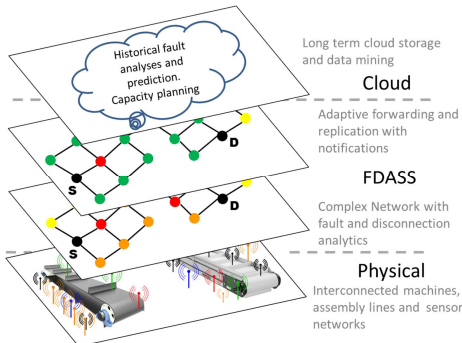 Historical fault
analyses and
prediction.
Capacity planning
Long term cloud storage
and data mining
Cloud
Adaptive forwarding and
replication with
notifications
S
D
FDASS
Complex Network with
fault and disconnection
analytics
S
D
Physical
Interconnected machines,
assembly lines and sensor
networks